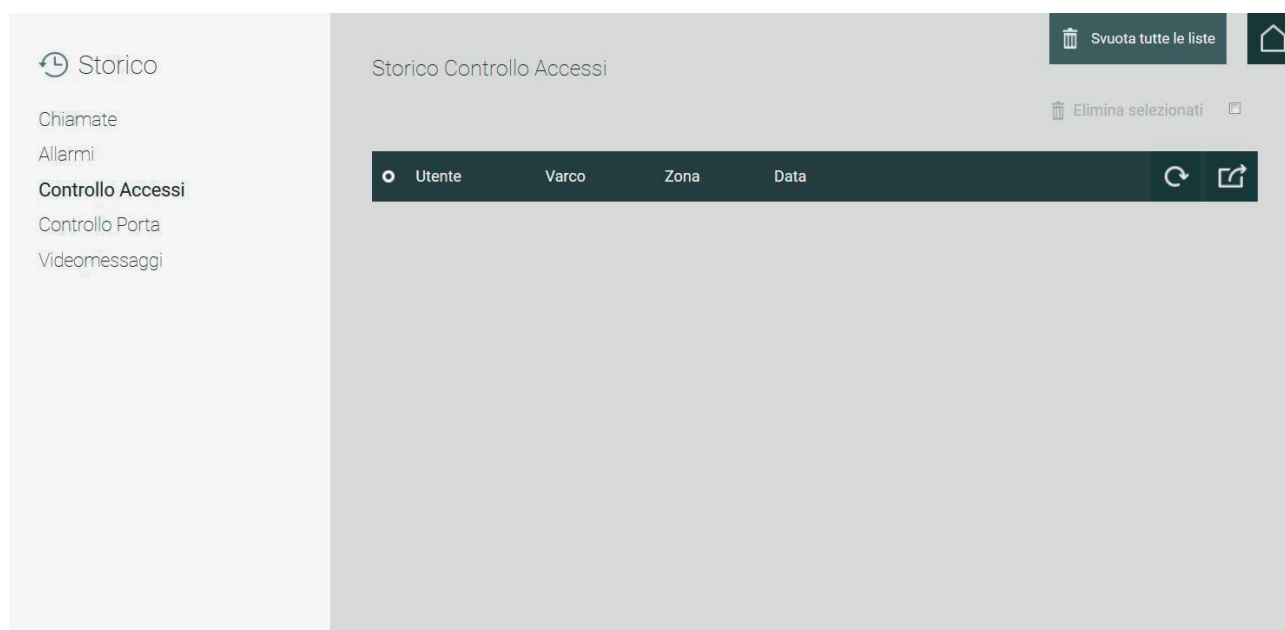 Storico
Chiamate
Allarmi
Controllo Accessi
Controllo Porta
Videomessaggi
Storico Controllo Accessi
Svuota tutte le liste
Elimina selezionati
Utente Varco Zona Data